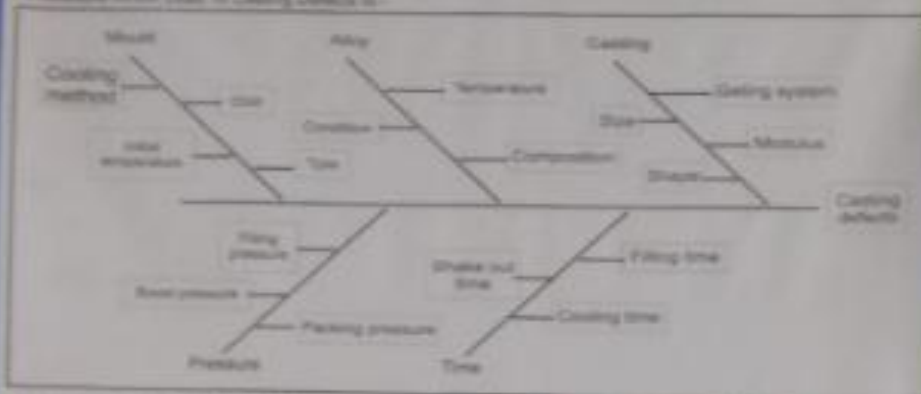 Mould
Alloy
Casting
Cooling
method
Temperature
Gating system
Condition
Size
Modulus
Initial
temperature
Type
Composition
Shape
Casting
defects
Filling
pressure
Shake out
time
Filling time
Boost pressure
Packing pressure
Cooling time
Pressure
Time